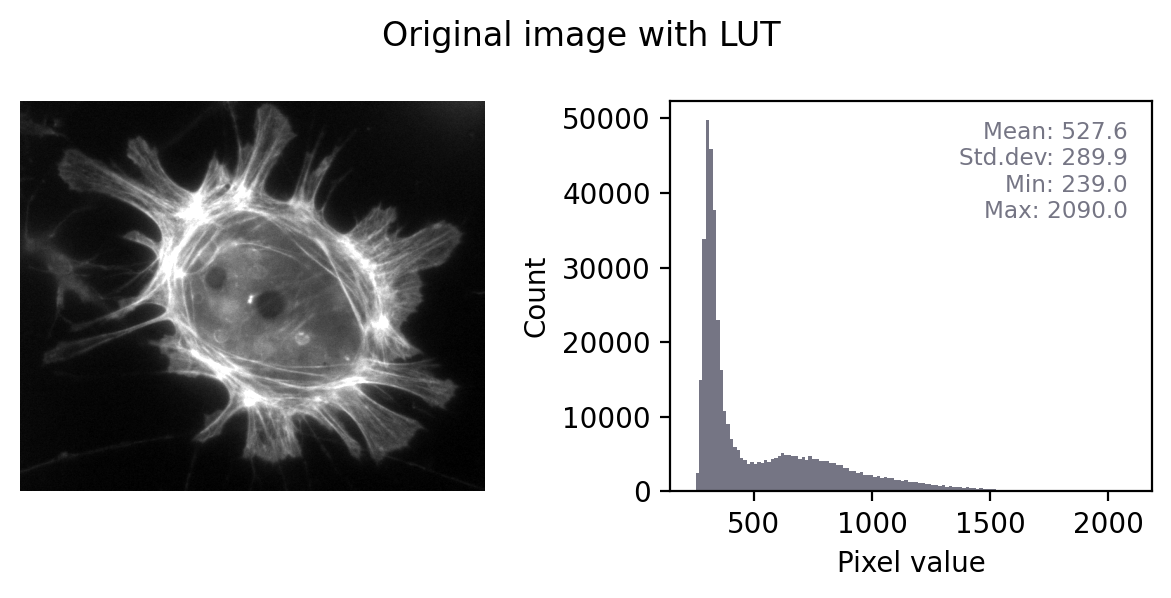 Original image with LUT
50000
40000
30000
20000
10000
0
Count
Mean: 527.6
Std.dev: 289.9
Min: 239.0
Max: 2090.0
500 1000 1500 2000
Pixel value